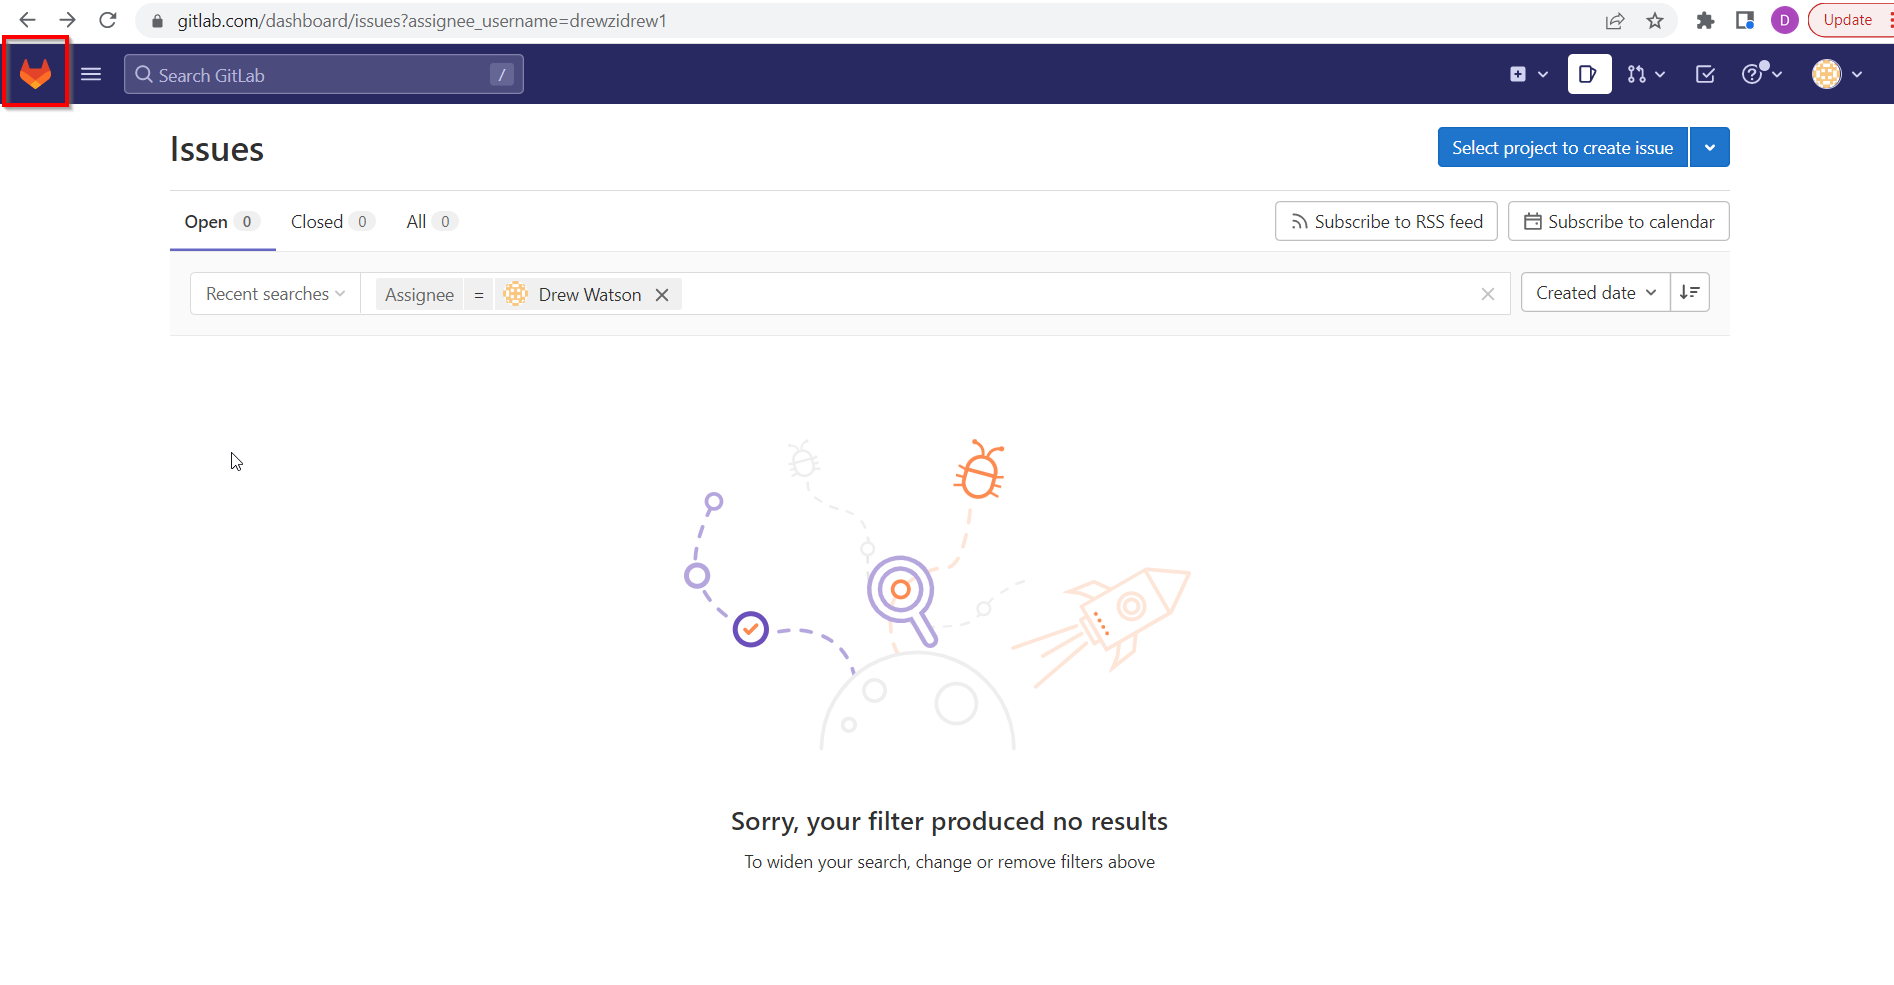 gitlab.com/dashboard/issues?assignee_username=drewzidrew1
D
Update
Search GitLab /
Issues
Select project to create issue
Open 0 Closed 0 All 0
Subscribe to RSS feed Subscribe to calendar
Recent searches Assignee = Drew Watson Created date
Sorry, your filter produced no results
To widen your search, change or remove filters above